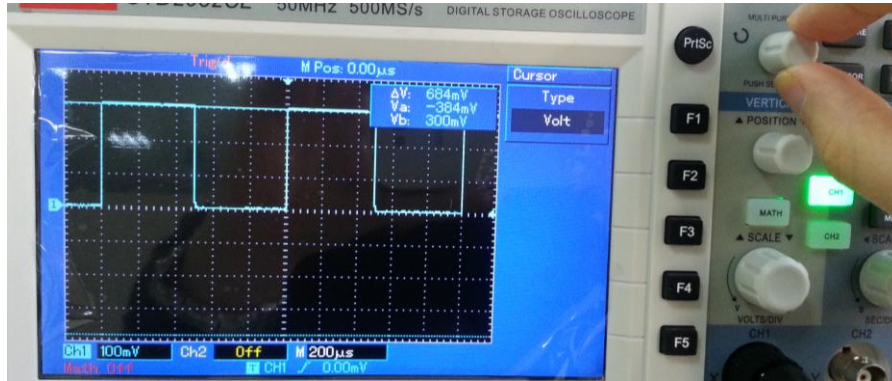 50MHz 500MS/s DIGITAL STORAGE OSCILLOSCOPE
Trig'd M Pos: 0.00μs
Cursor
Type
Volt
ΔV: 684mV
Va: -384mV
Vb: 300mV
1
Ch1 100mV Ch2 Off M 200μs
Math Off T CH1 0.00mV
PrtSc
F1
F2
F3
F4
F5
▲ POSITION
MATH
CH1
CH2
▲ SCALE ▼
VOLTS/DIV
CH1
CH2